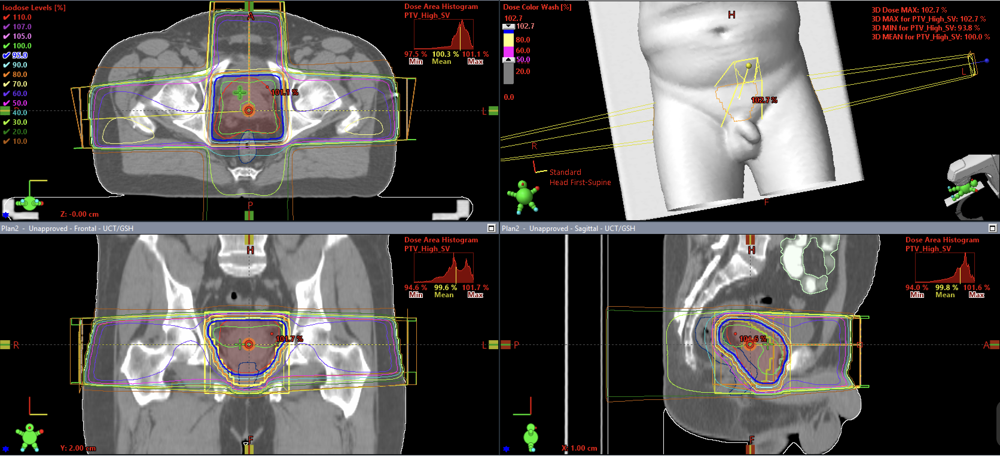 Isodose Levels [%]
110.0
107.0
105.0
100.0
95.0
90.0
80.0
70.0
60.0
50.0
40.0
30.0
20.0
10.0
A
Dose Area Histogram
PTV_High_SV
97.5 % 100.3 % 101.1 %
Min Mean Max
101.1 %
L
P
Z: -0.00 cm
Dose Color Wash [%]
102.7
102.7
80.0
60.0
50.0
20.0
0.0
H
3D Dose MAX: 102.7 %
3D MAX for PTV_High_SV: 102.7 %
3D MIN for PTV_High_SV: 93.8 %
3D MEAN for PTV_High_SV: 100.0 %
L
102.7 %
R
Standard
Head First-Supine
F
Plan2 - Unapproved - Frontal - UCT/GSH
H
Dose Area Histogram
PTV_High_SV
94.6 % 99.6 % 101.7 %
Min Mean Max
101.7 %
R
L
F
Y: 2.00 cm
Plan2 - Unapproved - Sagittal - UCT/GSH
H
Dose Area Histogram
PTV_High_SV
94.0 % 99.8 % 101.6 %
Min Mean Max
101.6 %
P
A
F
X: 1.00 cm